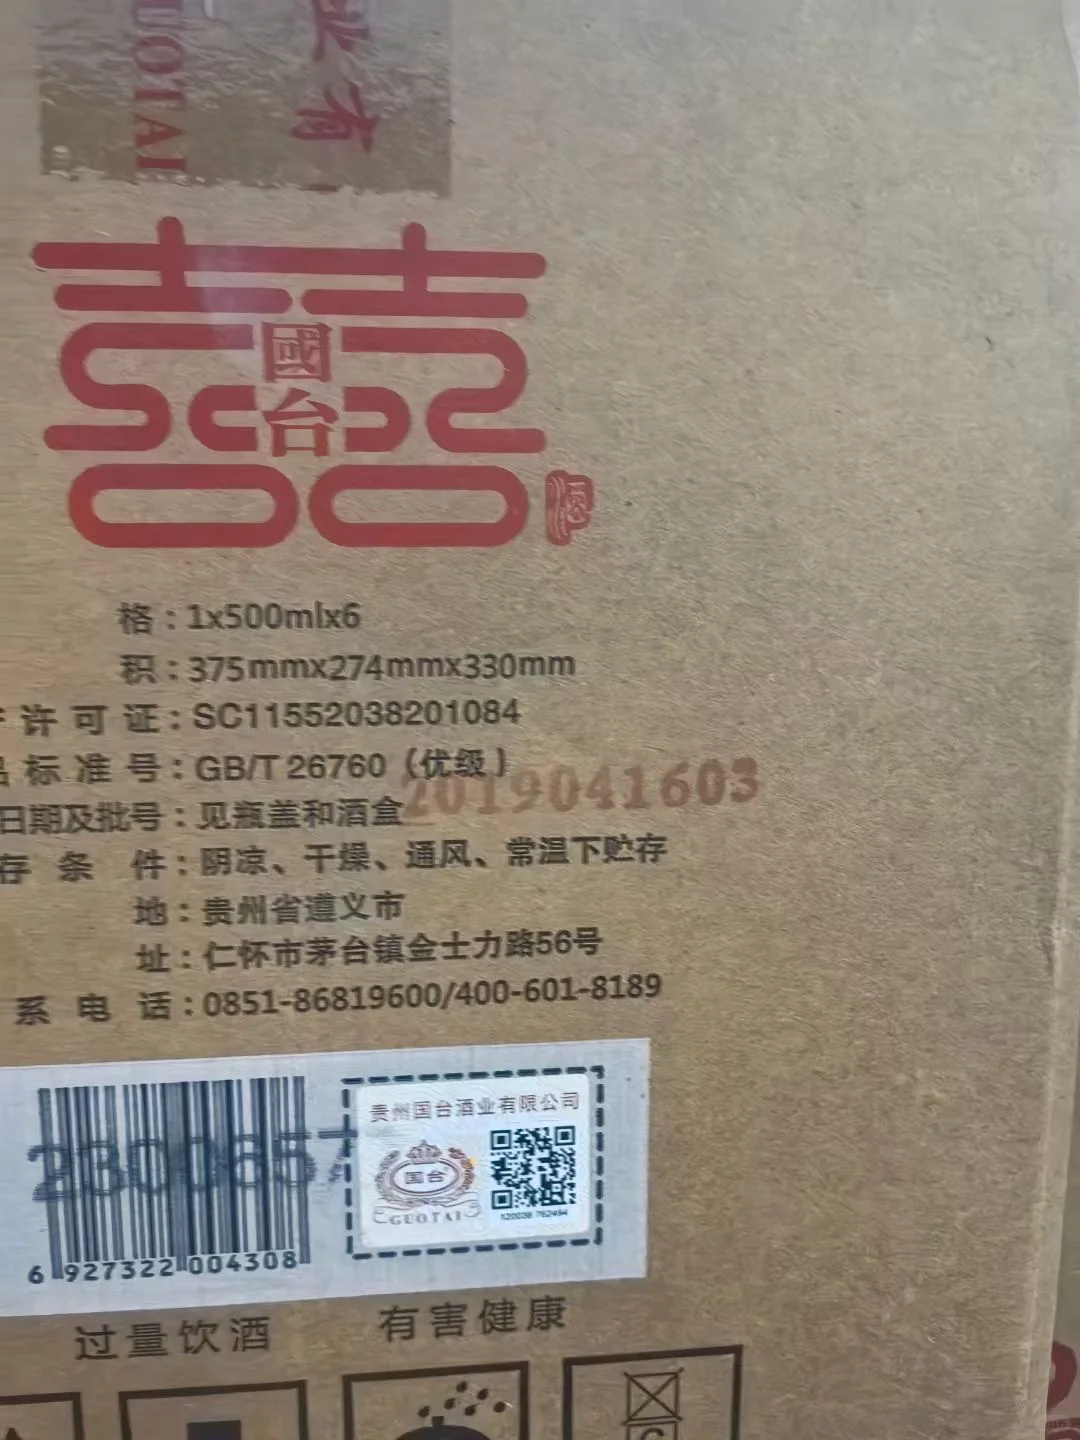 GUOTAI
业有
國
台
格：1x500mlx6
积：375mmx274mmx330mm
许可证：SC11552038201084
品标准号：GB/T 26760（优级）
2019041603
日期及批号：见瓶盖和酒盒
存条件：阴凉、干燥、通风、常温下贮存
地：贵州省遵义市
址：仁怀市茅台镇金士力路56号
系电话：0851-86819600/400-601-8189
贵州国台酒业有限公司
国台
GUOTAI
6 927322 004308
过量饮酒 有害健康